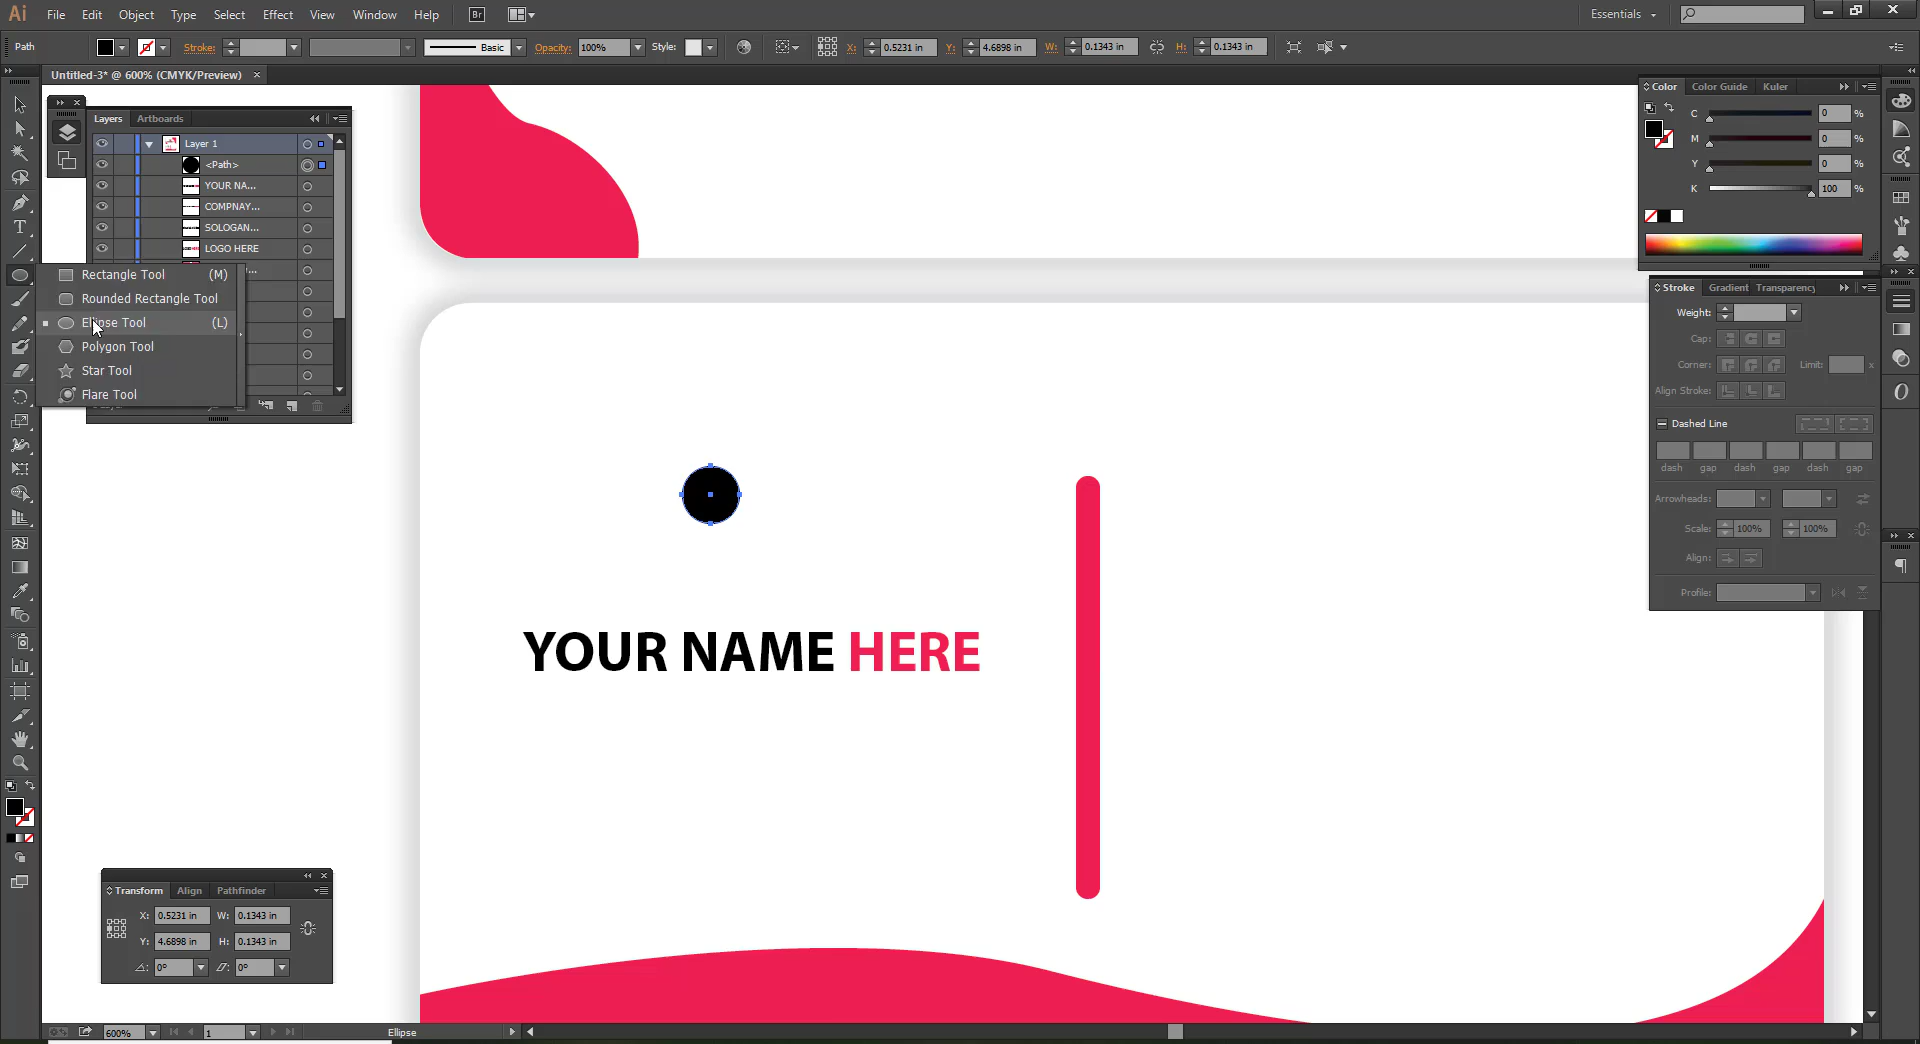 Ai File Edit Object Type Select Effect View Window Help Br Essentials
Path Stroke: Basic Opacity: 100% Style: X: 0.5231 in Y: 4.6898 in W: 0.1343 in H: 0.1343 in
Untitled-3* @ 600% (CMYK/Preview)
Layers Artboards
Layer 1
<Path>
YOUR NA...
COMPNAY...
SOLOGAN...
LOGO HERE
Rectangle Tool (M)
Rounded Rectangle Tool
Ellipse Tool (L)
Polygon Tool
Star Tool
Flare Tool
YOUR NAME HERE
Transform Align Pathfinder
X: 0.5231 in W: 0.1343 in
Y: 4.6898 in H: 0.1343 in
0° 0°
600% 1 Ellipse
Color Color Guide Kuler
C 0 %
M 0 %
Y 0 %
K 100 %
Stroke Gradient Transparency
Weight:
Cap:
Corner: Limit: x
Align Stroke:
Dashed Line
dash gap dash gap dash gap
Arrowheads:
Scale: 100% 100%
Align:
Profile: